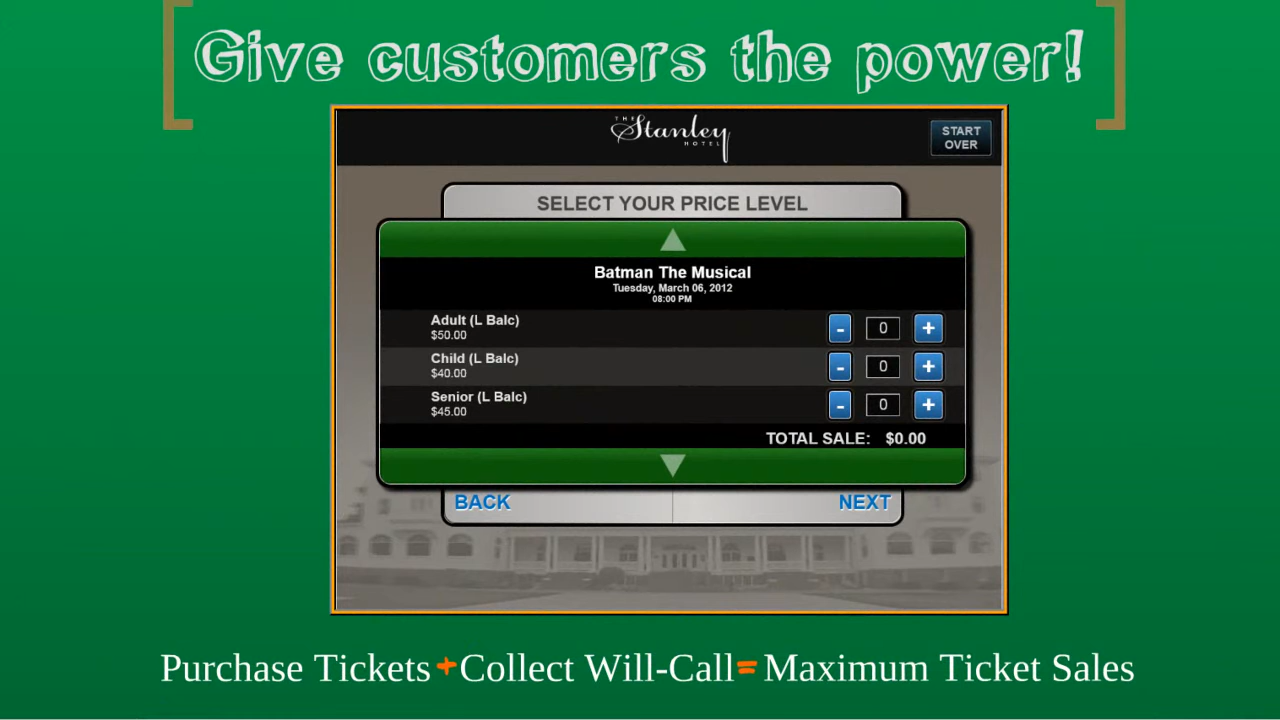 Give customers the power!
THE
Stanley
HOTEL
START
OVER
SELECT YOUR PRICE LEVEL
Batman The Musical
Tuesday, March 06, 2012
08:00 PM
Adult (L Balc)
$50.00
- 0 +
Child (L Balc)
$40.00
- 0 +
Senior (L Balc)
$45.00
- 0 +
TOTAL SALE: $0.00
BACK
NEXT
Purchase Tickets + Collect Will-Call = Maximum Ticket Sales